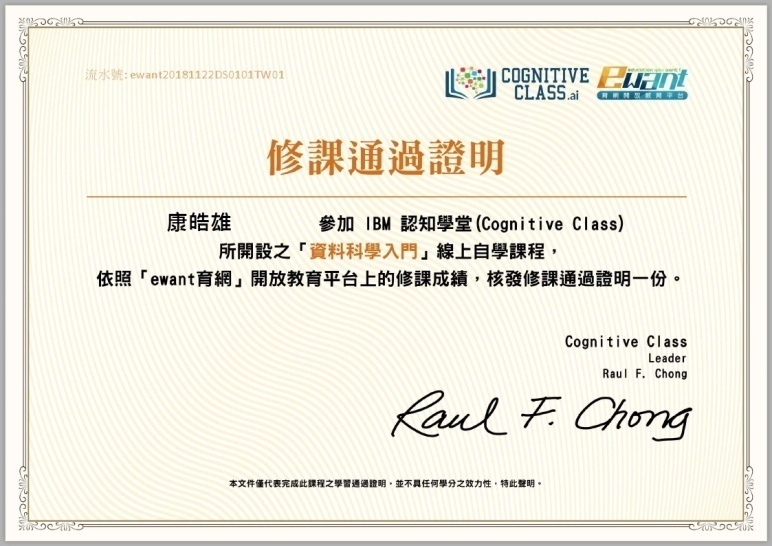 流水號: ewant20181122DS0101TW01
COGNITIVE
CLASS.ai
ewant
育網開放教育平台
修課通過證明
康皓雄 參加 IBM 認知學堂(Cognitive Class)
所開設之「資料科學入門」線上自學課程，
依照「ewant育網」開放教育平台上的修課成績，核發修課通過證明一份。
Cognitive Class
Leader
Raul F. Chong
Raul F. Chong
本文件僅代表完成此課程之學習通過證明，並不具任何學分之效力性，特此聲明。